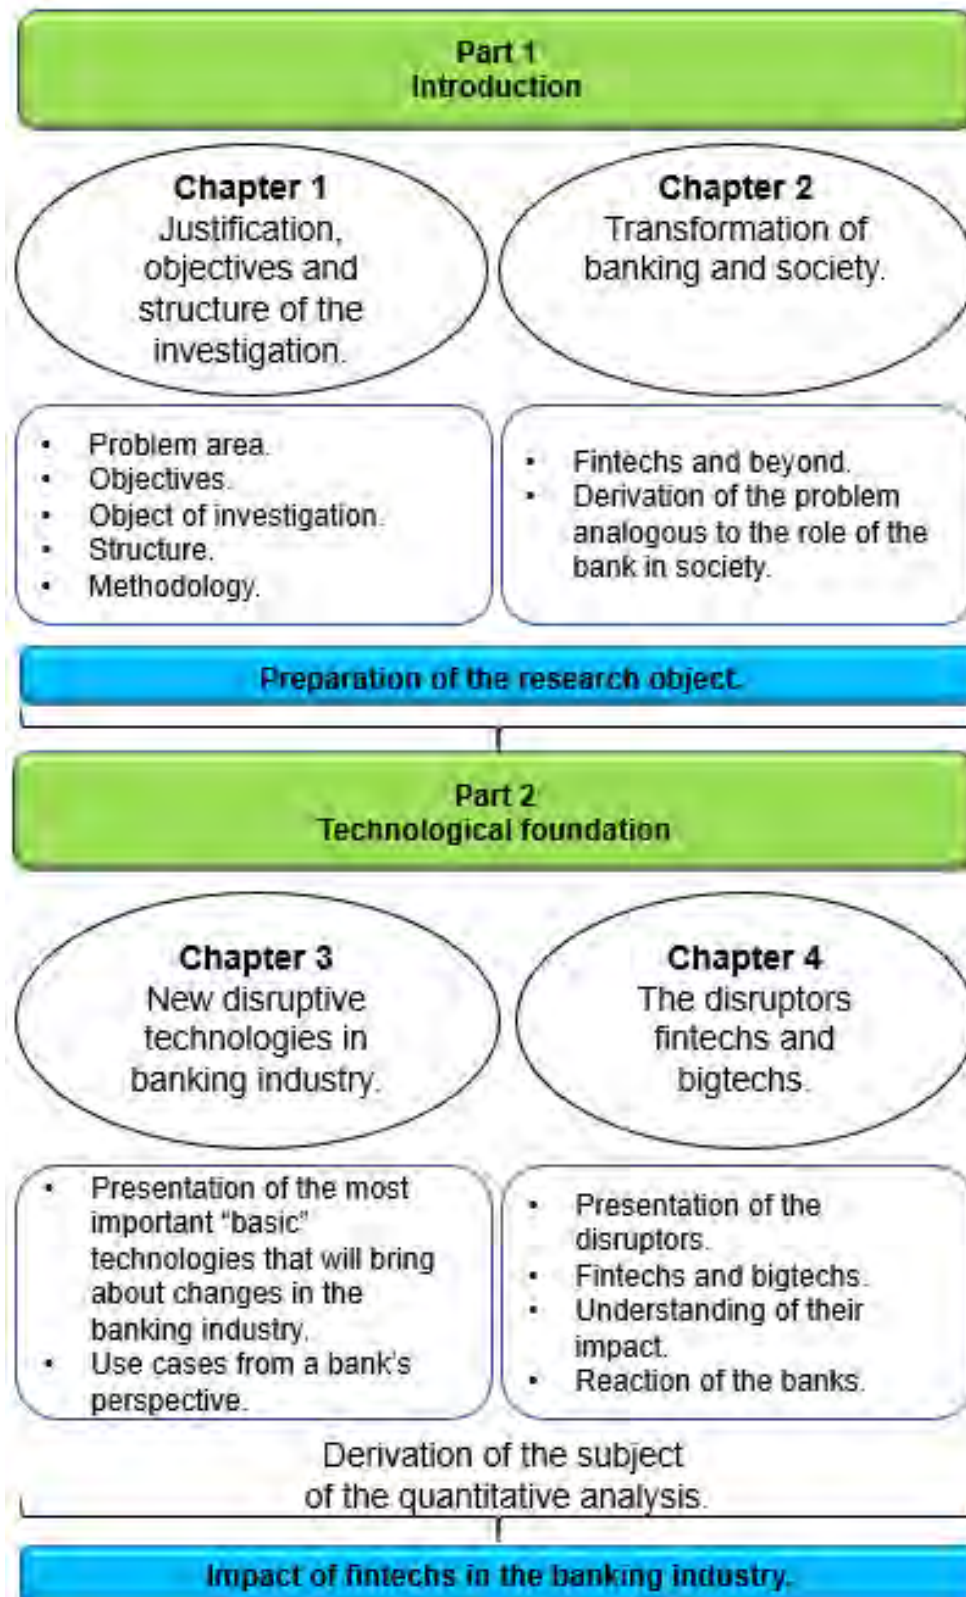 Part 1
Introduction
Chapter 1
Justification,
objectives and
structure of the
investigation.
Chapter 2
Transformation of
banking and society.
• Problem area.
• Objectives.
• Object of investigation.
• Structure.
• Methodology.
• Fintechs and beyond.
• Derivation of the problem
analogous to the role of the
bank in society.
Preparation of the research object.
Part 2
Technological foundation
Chapter 3
New disruptive
technologies in
banking industry.
Chapter 4
The disruptors
fintechs and
bigtechs.
• Presentation of the most
important “basic”
technologies that will bring
about changes in the
banking industry.
• Use cases from a bank’s
perspective.
• Presentation of the
disruptors.
• Fintechs and bigtechs.
• Understanding of their
impact.
• Reaction of the banks.
Derivation of the subject
of the quantitative analysis.
Impact of fintechs in the banking industry.